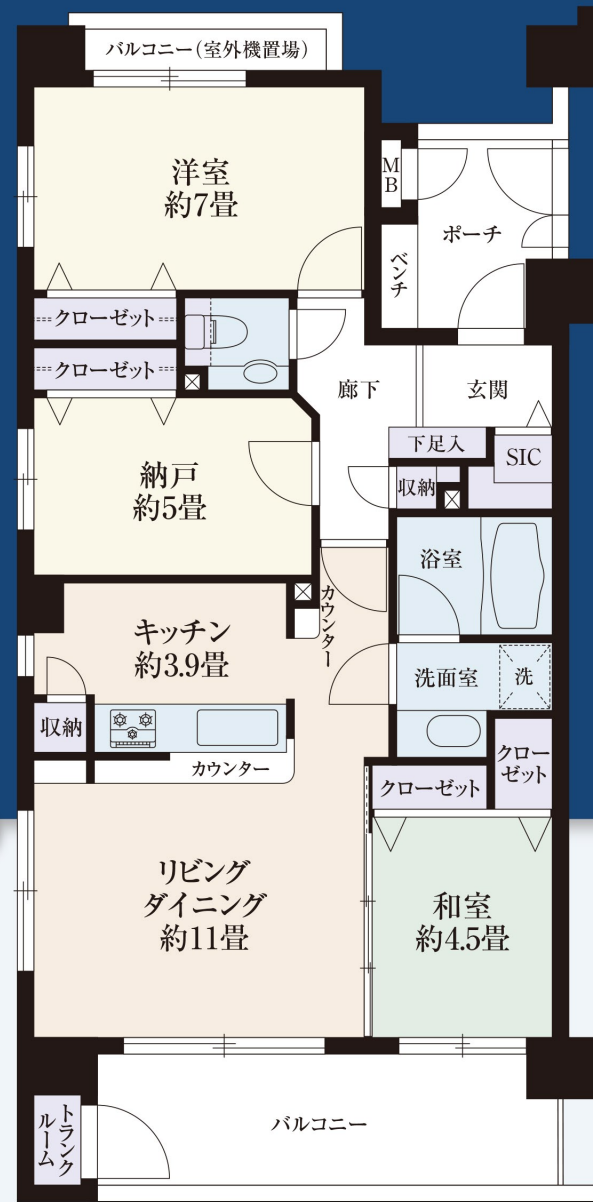 バルコニー（室外機置場）
洋室
約7畳
MB
ポーチ
ベンチ
クローゼット
クローゼット
廊下
玄関
下足入
SIC
収納
納戸
約5畳
浴室
カウンター
キッチン
約3.9畳
洗面室
洗
収納
カウンター
クロー
ゼット
クローゼット
リビング
ダイニング
約11畳
和室
約4.5畳
トランク
ルーム
バルコニー